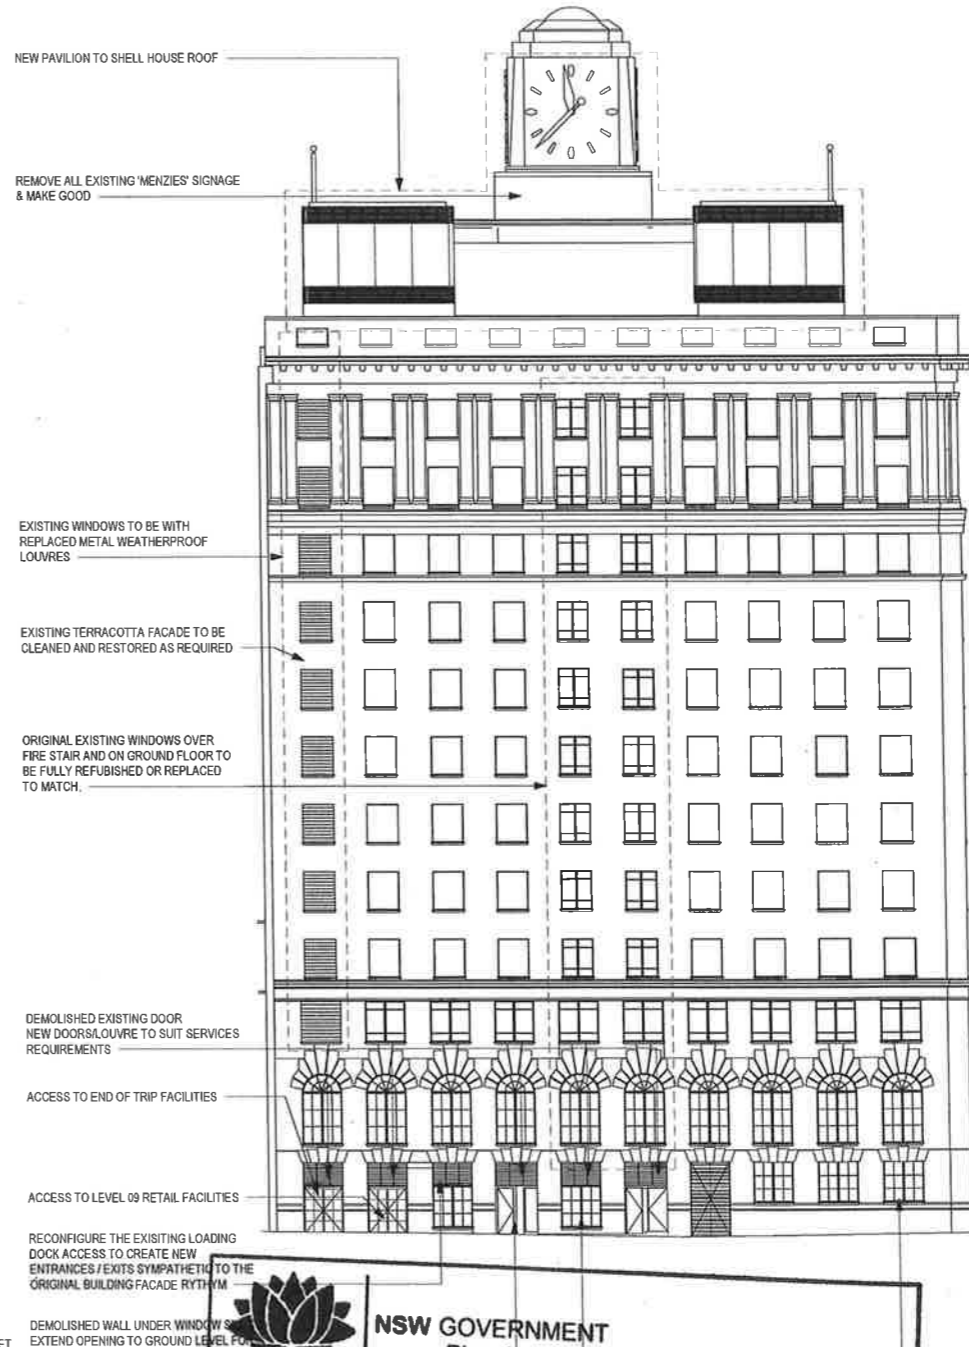 NEW PAVILION TO SHELL HOUSE ROOF
REMOVE ALL EXISTING 'MENZIES' SIGNAGE
& MAKE GOOD
EXISTING WINDOWS TO BE WITH
REPLACED METAL WEATHERPROOF
LOUVRES
EXISTING TERRACOTTA FACADE TO BE
CLEANED AND RESTORED AS REQUIRED
ORIGINAL EXISTING WINDOWS OVER
FIRE STAIR AND ON GROUND FLOOR TO
BE FULLY REFUBISHED OR REPLACED
TO MATCH.
DEMOLISHED EXISTING DOOR
NEW DOORS/LOUVRE TO SUIT SERVICES
REQUIREMENTS
ACCESS TO END OF TRIP FACILITIES
ACCESS TO LEVEL 09 RETAIL FACILITIES
RECONFIGURE THE EXISITING LOADING
DOCK ACCESS TO CREATE NEW
ENTRANCES / EXITS SYMPATHETIC TO THE
ORIGINAL BUILDING FACADE RYTHYM
DEMOLISHED WALL UNDER WINDOW
EXTEND OPENING TO GROUND LEVEL
NSW GOVERNMENT